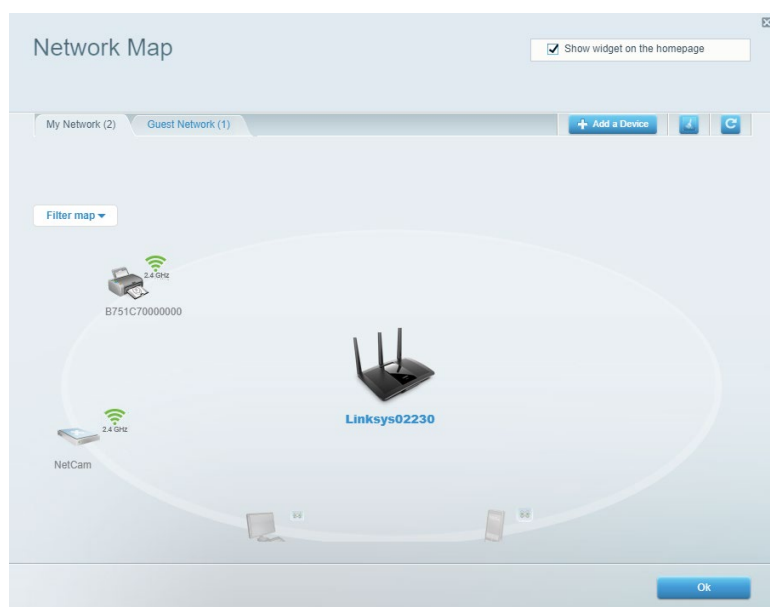 Network Map
Show widget on the homepage
My Network (2)
Guest Network (1)
+ Add a Device
Filter map
2.4 GHz
B751C70000000
Linksys02230
2.4 GHz
NetCam
Ok